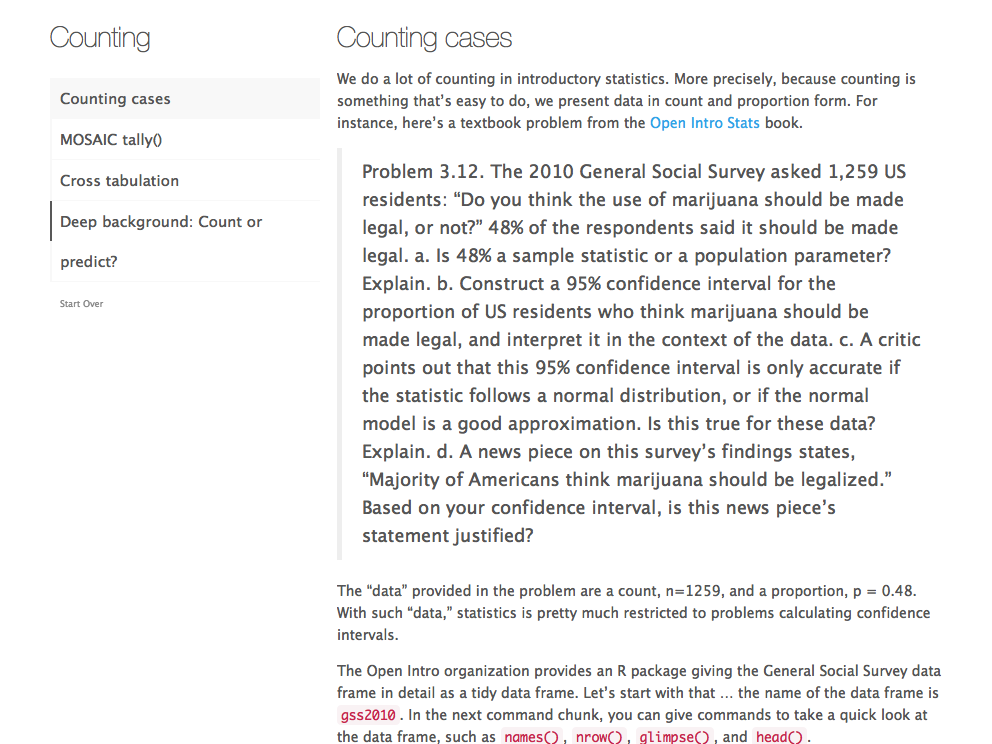 Counting
Counting cases
MOSAIC tally()
Cross tabulation
Deep background: Count or
predict?
Start Over
Counting cases
We do a lot of counting in introductory statistics. More precisely, because counting is
something that’s easy to do, we present data in count and proportion form. For
instance, here’s a textbook problem from the Open Intro Stats book.
Problem 3.12. The 2010 General Social Survey asked 1,259 US
residents: “Do you think the use of marijuana should be made
legal, or not?” 48% of the respondents said it should be made
legal. a. Is 48% a sample statistic or a population parameter?
Explain. b. Construct a 95% confidence interval for the
proportion of US residents who think marijuana should be
made legal, and interpret it in the context of the data. c. A critic
points out that this 95% confidence interval is only accurate if
the statistic follows a normal distribution, or if the normal
model is a good approximation. Is this true for these data?
Explain. d. A news piece on this survey’s findings states,
“Majority of Americans think marijuana should be legalized.”
Based on your confidence interval, is this news piece’s
statement justified?
The “data” provided in the problem are a count, n=1259, and a proportion, p = 0.48.
With such “data,” statistics is pretty much restricted to problems calculating confidence
intervals.
The Open Intro organization provides an R package giving the General Social Survey data
frame in detail as a tidy data frame. Let’s start with that … the name of the data frame is
gss2010. In the next command chunk, you can give commands to take a quick look at
the data frame, such as names(), nrow(), glimpse(), and head().